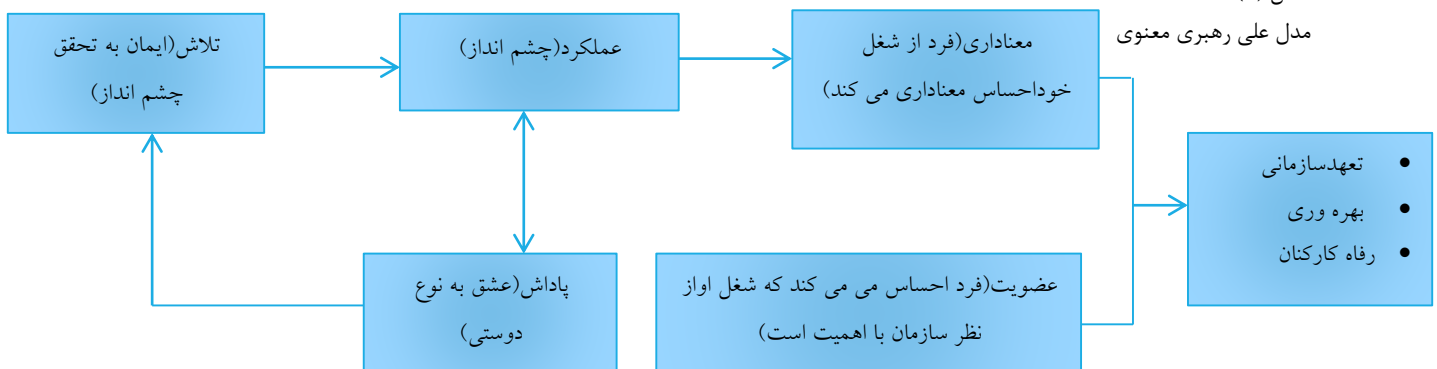 مدل علی رهبری معنوی
معناداری(فرد از شغل
خوداحساس معناداری می کند)
عملکرد(چشم انداز)
تلاش(ایمان به تحقق
چشم انداز)
تعهدسازمانی
بهره وری
رفاه کارکنان
عضویت(فرد احساس می می کند که شغل اواز
نظر سازمان با اهمیت است)
پاداش(عشق به نوع
دوستی)